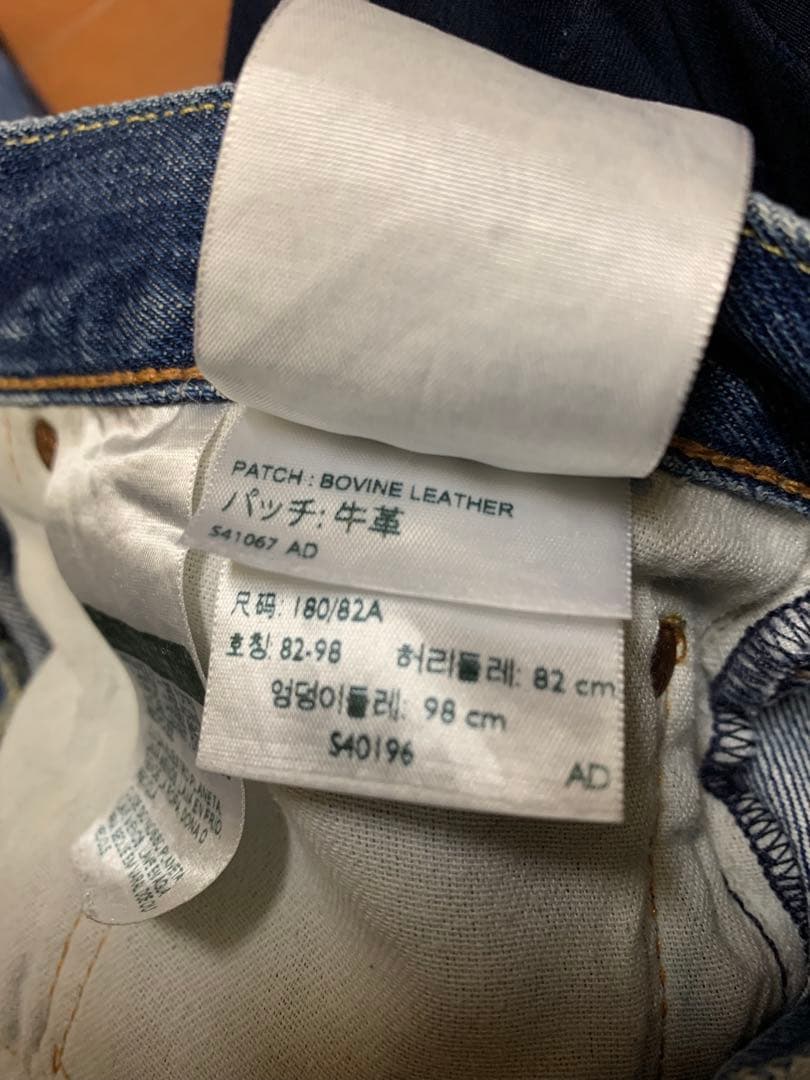 PATCH : BOVINE LEATHER
パッチ: 牛革
S41067 AD
尺码: 180/82A
호칭: 82-98 허리둘레: 82 cm
엉덩이둘레: 98 cm
S40196
AD
PLANETA